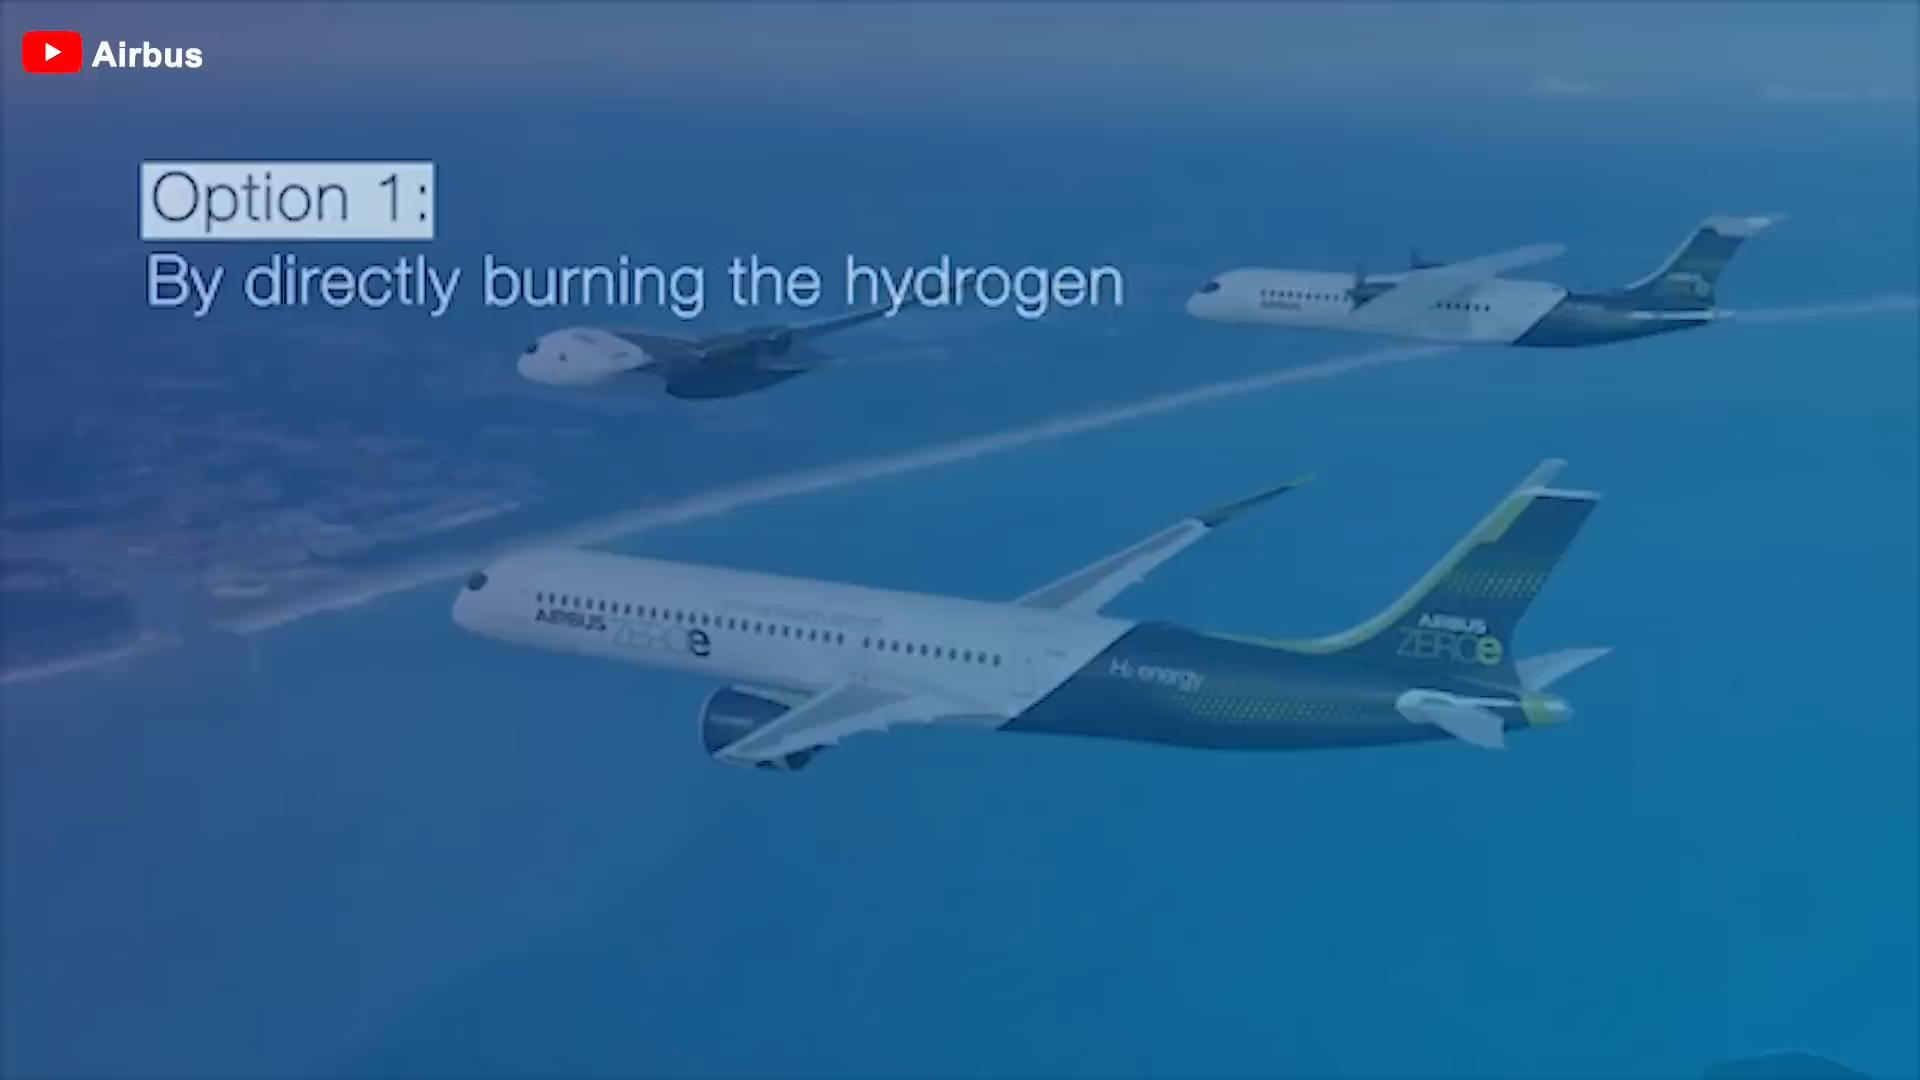 Airbus
Option 1:
By directly burning the hydrogen
AIRBUS
ZEROe
H₂ energy
AIRBUS
ZEROe